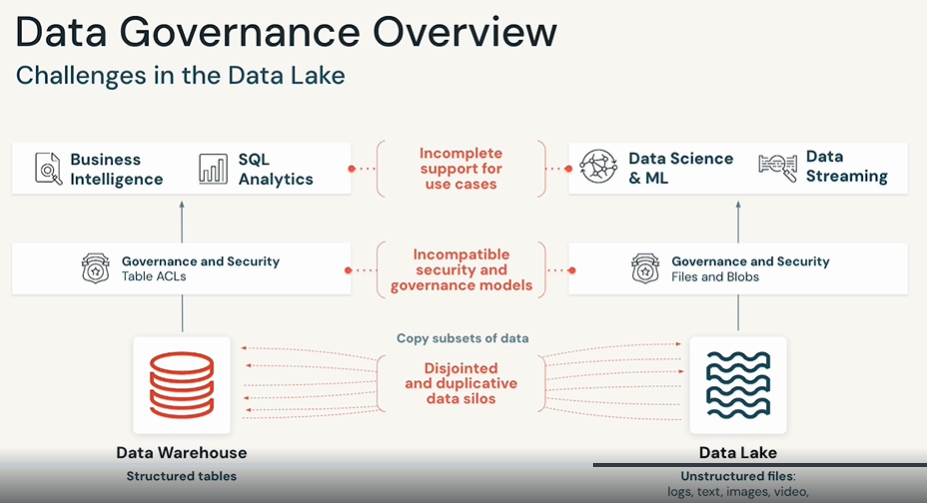 Data Governance Overview
Challenges in the Data Lake
Business
Intelligence
SQL
Analytics
Incomplete
support for
use cases
Data Science
& ML
Data
Streaming
Governance and Security
Table ACLs
Incompatible
security and
governance models
Governance and Security
Files and Blobs
Copy subsets of data
Disjointed
and duplicative
data silos
Data Warehouse
Structured tables
Data Lake
Unstructured files:
logs, text, images, video,